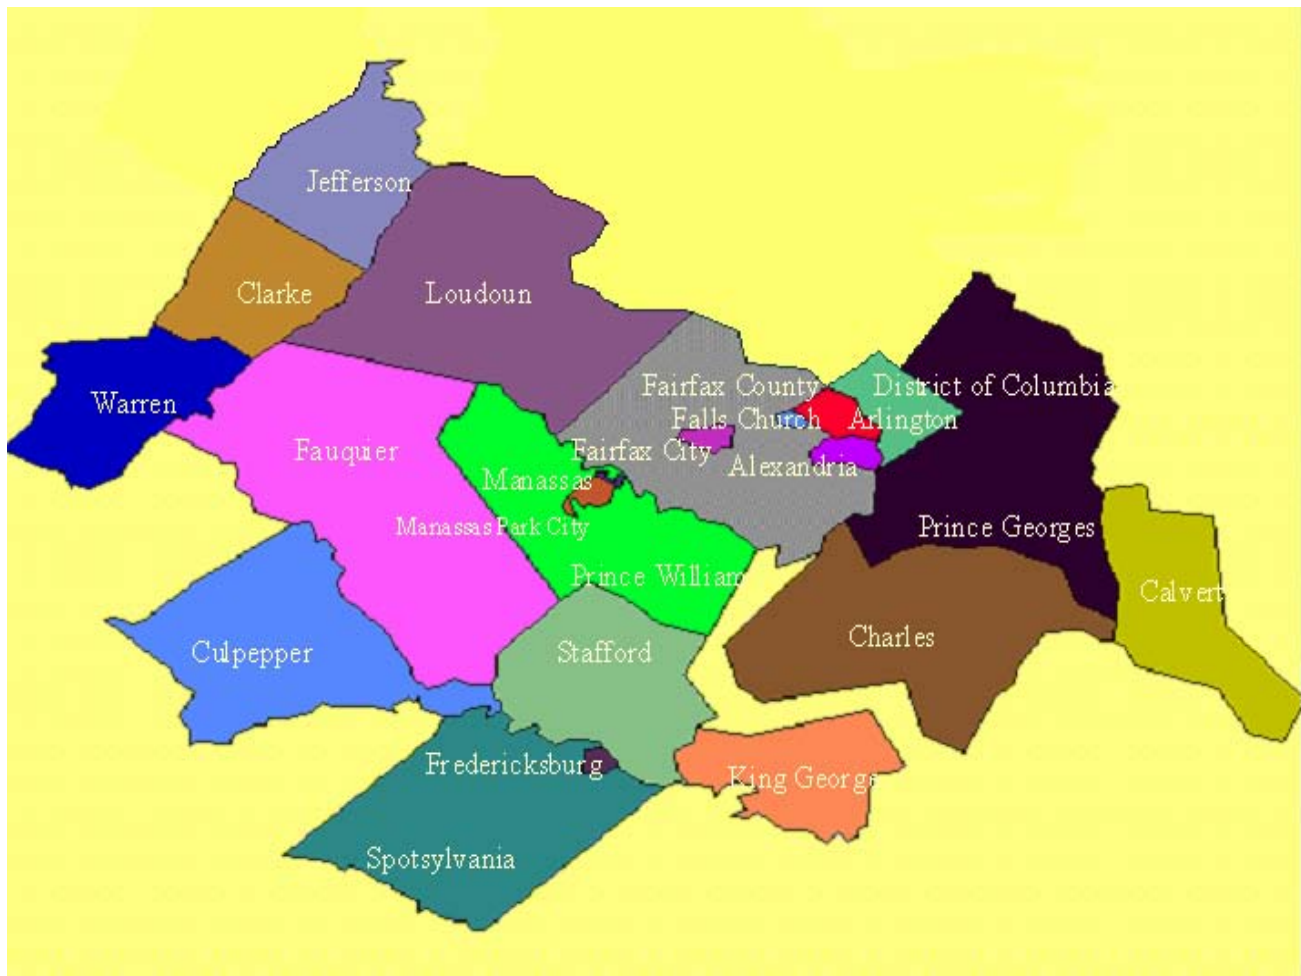 Jefferson
Clarke
Loudoun
Warren
Fairfax County
District of Columbia
Falls Church
Arlington
Fauquier
Fairfax City
Alexandria
Manassas
Manassas Park City
Prince Georges
Prince William
Calvert
Charles
Culpepper
Stafford
Fredericksburg
King George
Spotsylvania